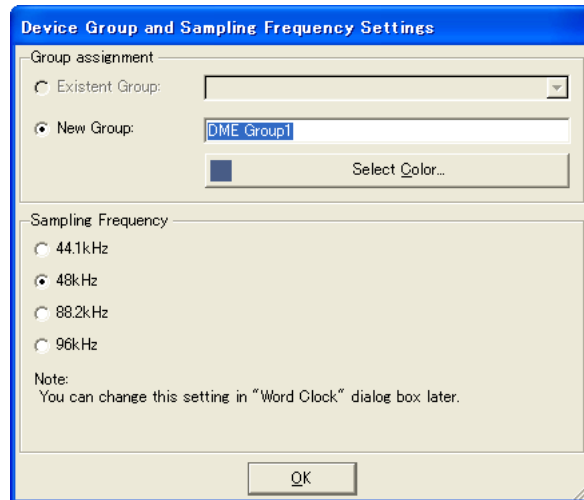 Device Group and Sampling Frequency Settings
Group assignment
Existent Group:
New Group:
DME Group1
Select Color...
Sampling Frequency
44.1kHz
48kHz
88.2kHz
96kHz
Note:
You can change this setting in "Word Clock" dialog box later.
OK